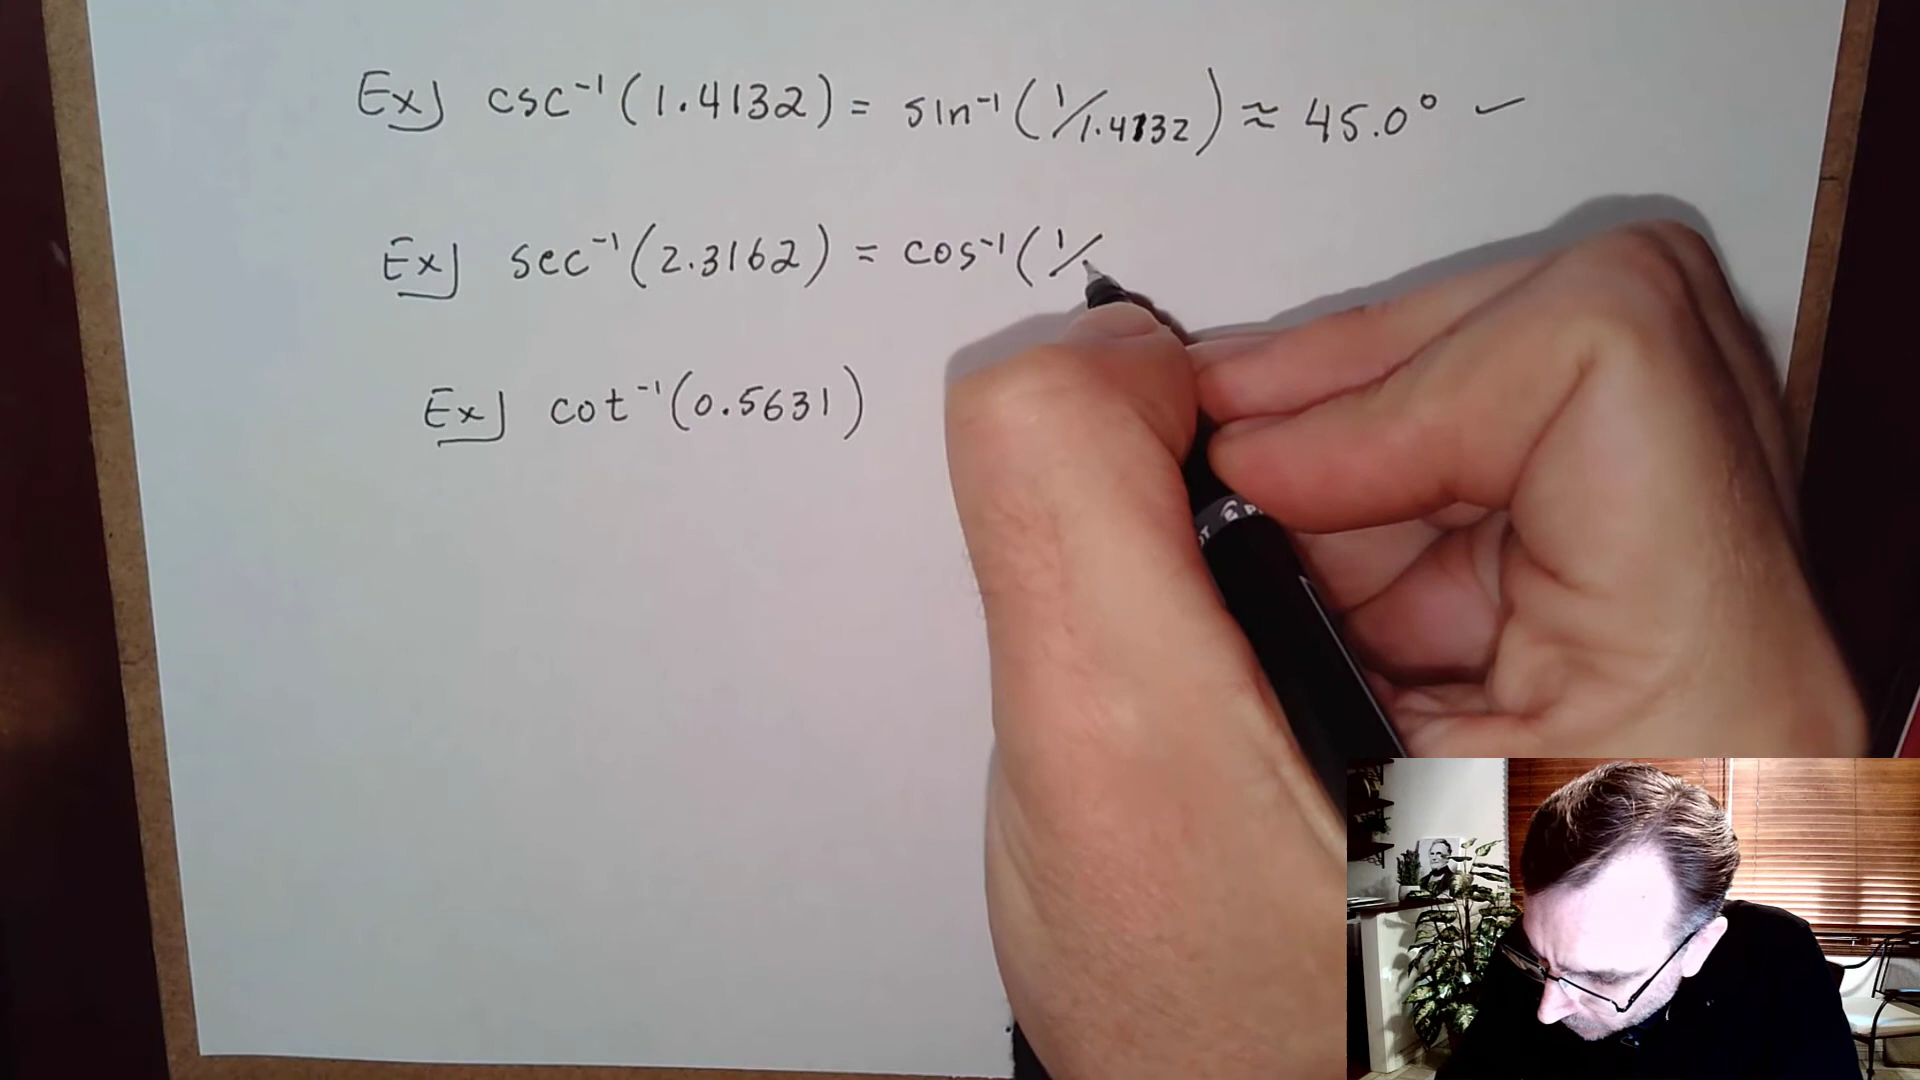 Ex] csc⁻¹(1.4132) = sin⁻¹(1/1.4132) ≈ 45.0° ✓
Ex] sec⁻¹(2.3162) = cos⁻¹(1/
Ex] cot⁻¹(0.5631)